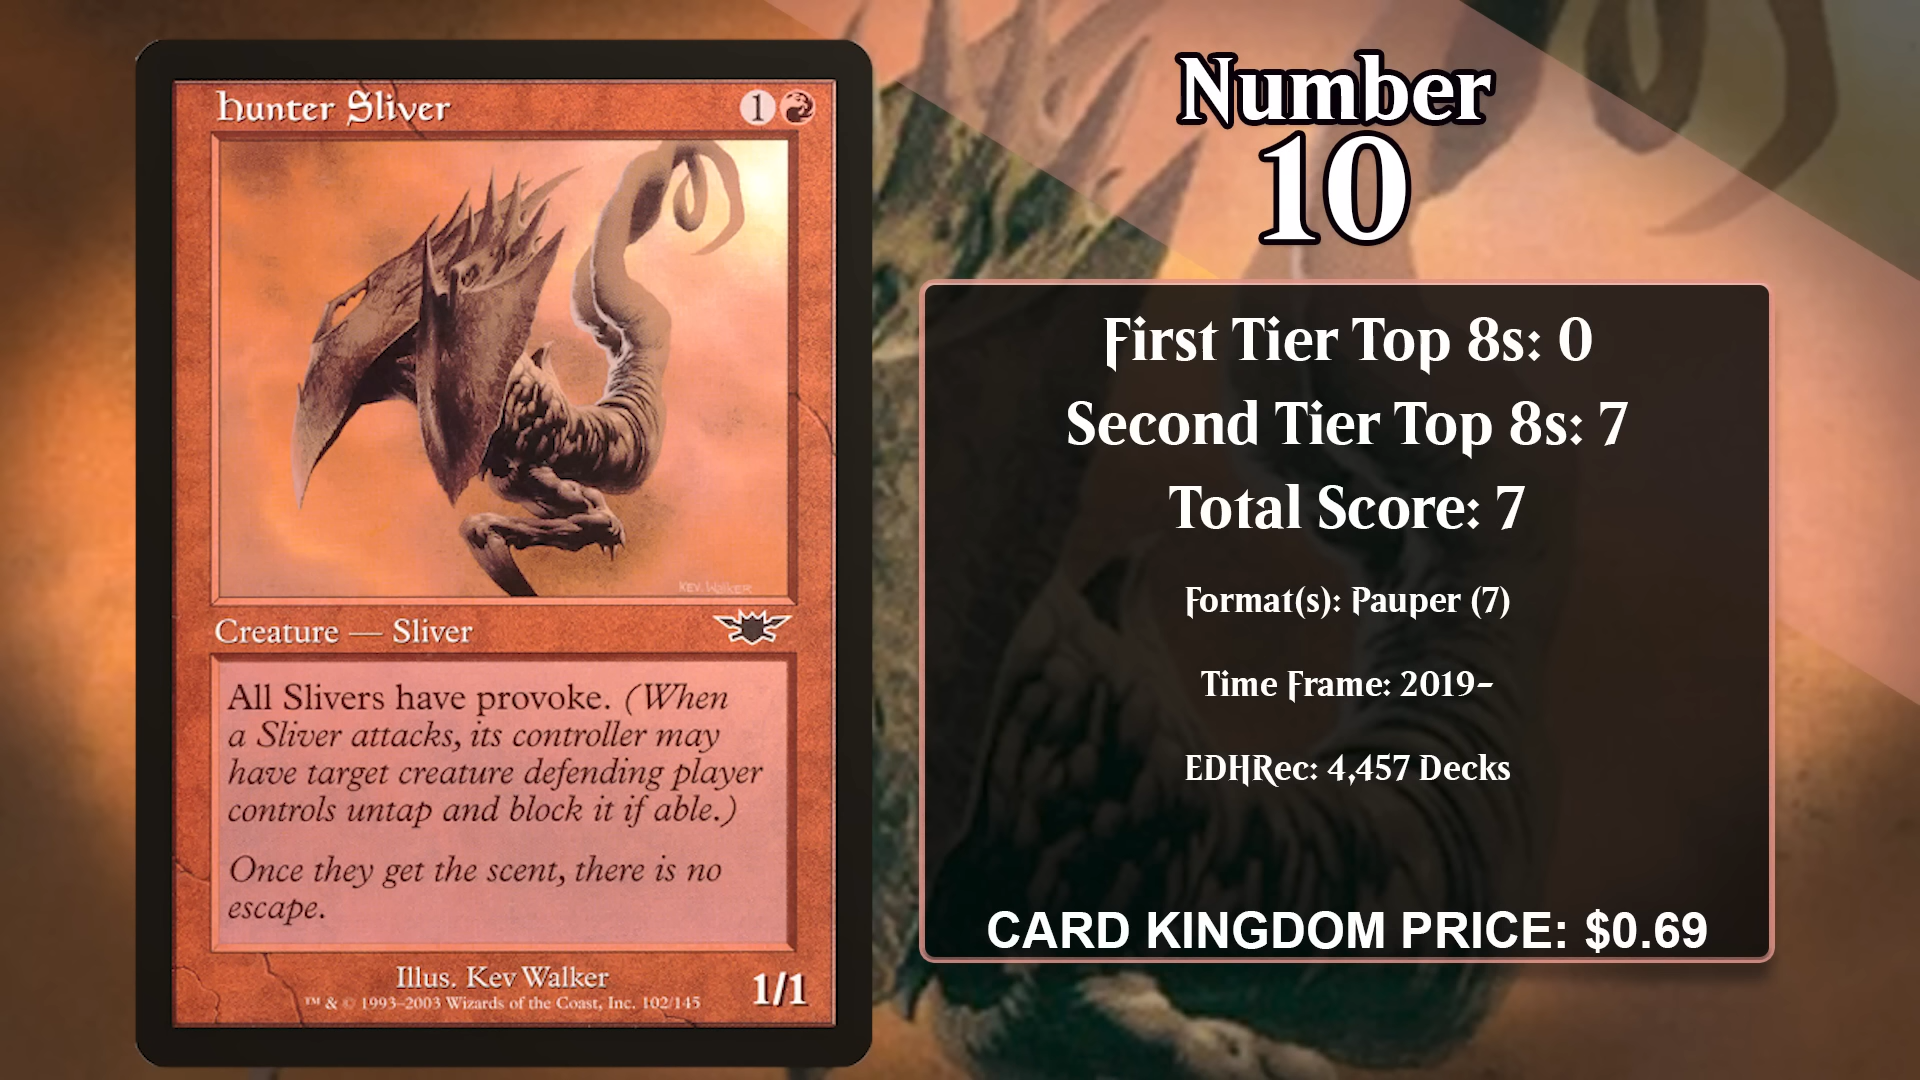 Hunter Sliver
1
KEV. WALKER
Creature — Sliver
All Slivers have provoke. (When
a Sliver attacks, its controller may
have target creature defending player
controls untap and block it if able.)
Once they get the scent, there is no
escape.
Illus. Kev Walker
™ & © 1993–2003 Wizards of the Coast, Inc. 102/145
1/1
Number
10
First Tier Top 8s: 0
Second Tier Top 8s: 7
Total Score: 7
Format(s): Pauper (7)
Time Frame: 2019-
EDHRec: 4,457 Decks
CARD KINGDOM PRICE: $0.69